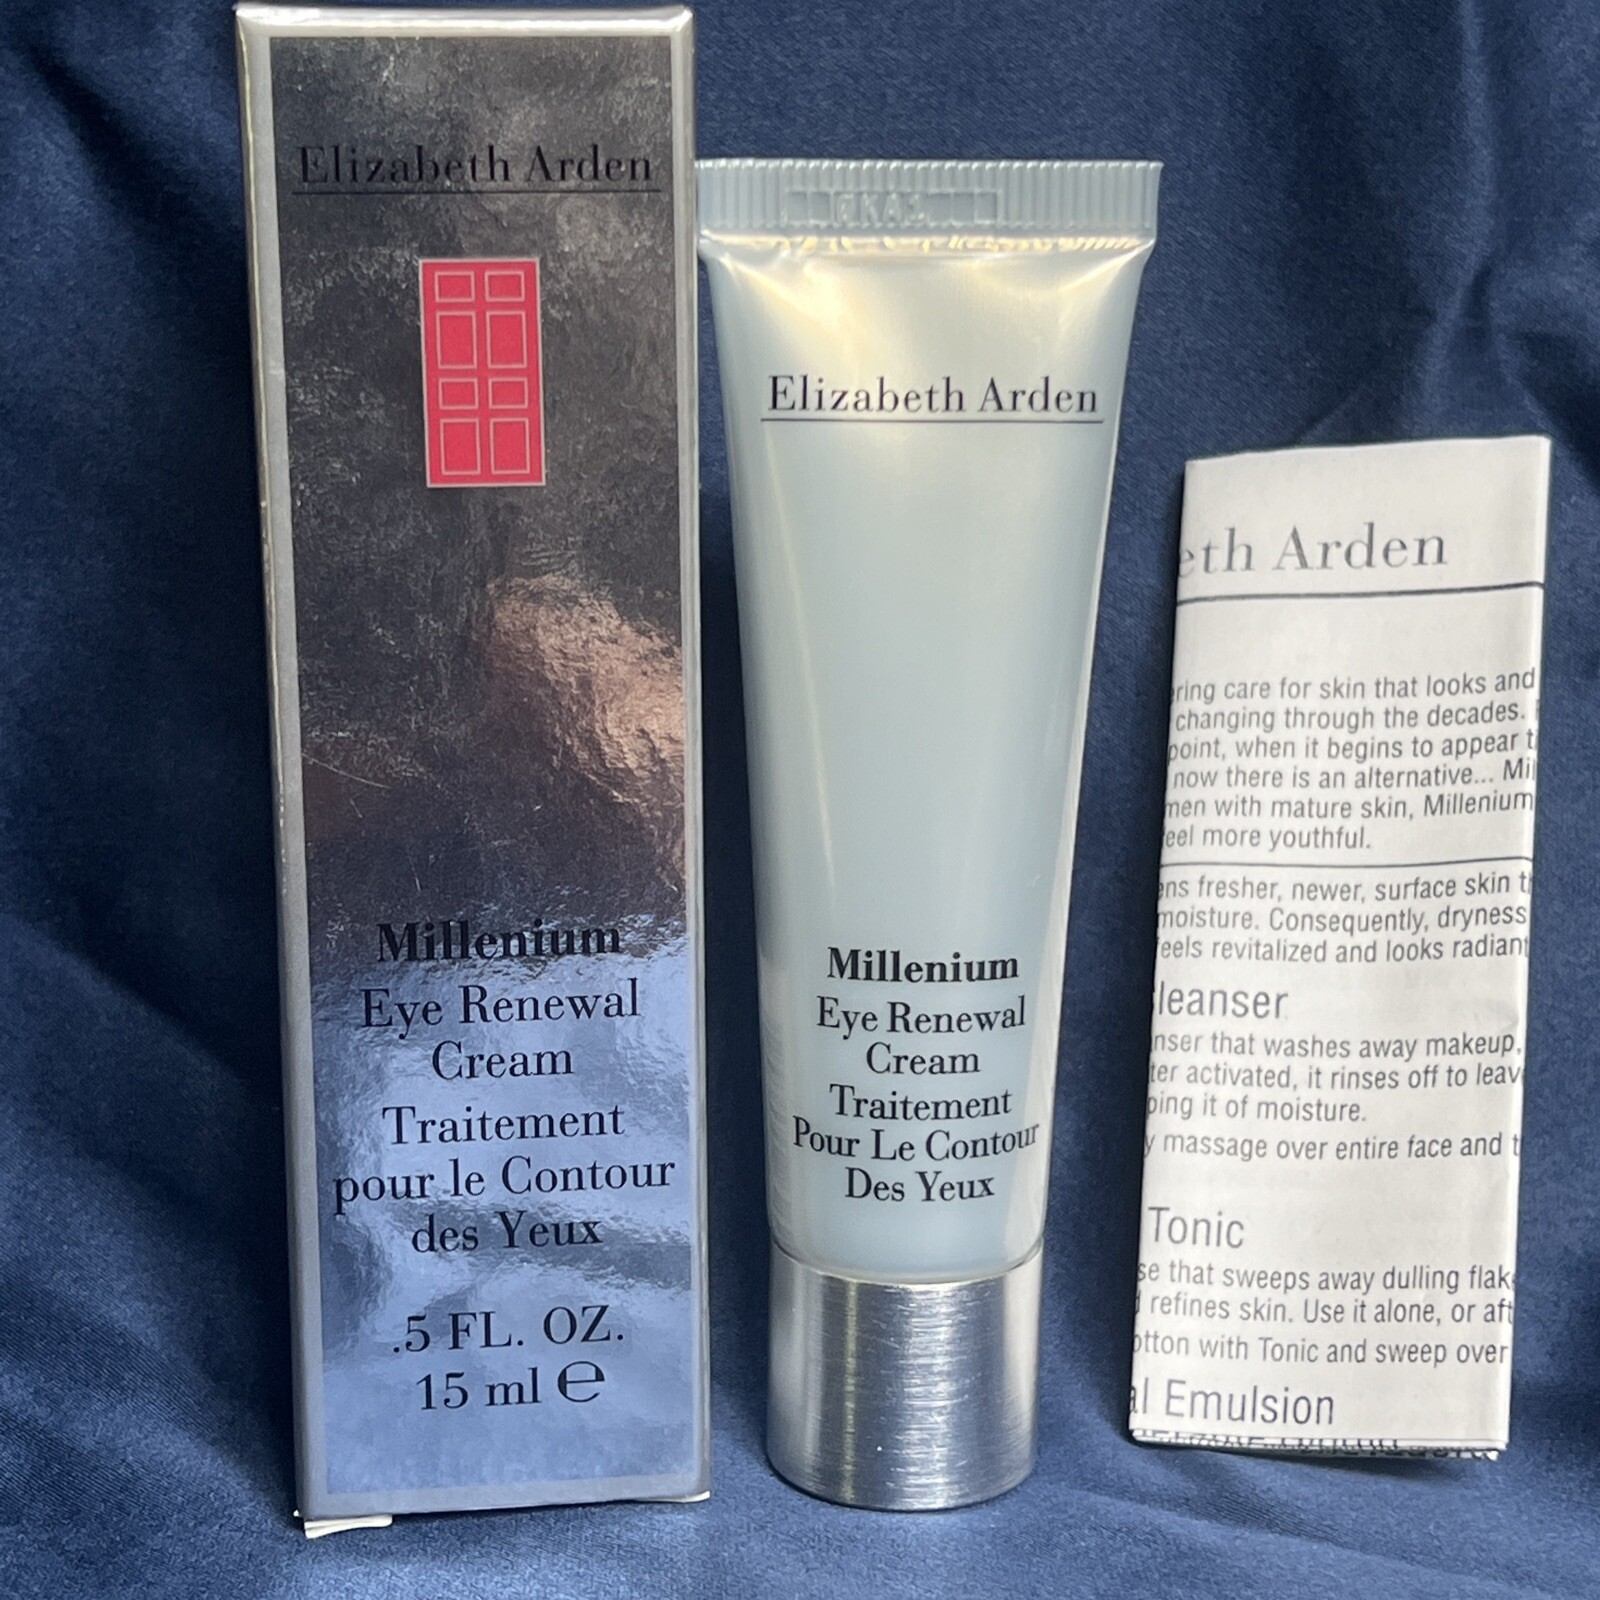 Elizabeth Arden
Millenium
Eye Renewal
Cream
Traitement
pour le Contour
des Yeux
.5 FL. OZ.
15 ml e
Elizabeth Arden
Millenium
Eye Renewal
Cream
Traitement
Pour Le Contour
Des Yeux
eth Arden
ring care for skin that looks and
changing through the decades.
point, when it begins to appear t
now there is an alternative... Mil
men with mature skin, Millenium
eel more youthful.
ens fresher, newer, surface skin th
moisture. Consequently, dryness
feels revitalized and looks radiant
leanser
nser that washes away makeup,
ter activated, it rinses off to leav
ping it of moisture.
y massage over entire face and t
Tonic
se that sweeps away dulling flak
refines skin. Use it alone, or aft
otton with Tonic and sweep over
al Emulsion